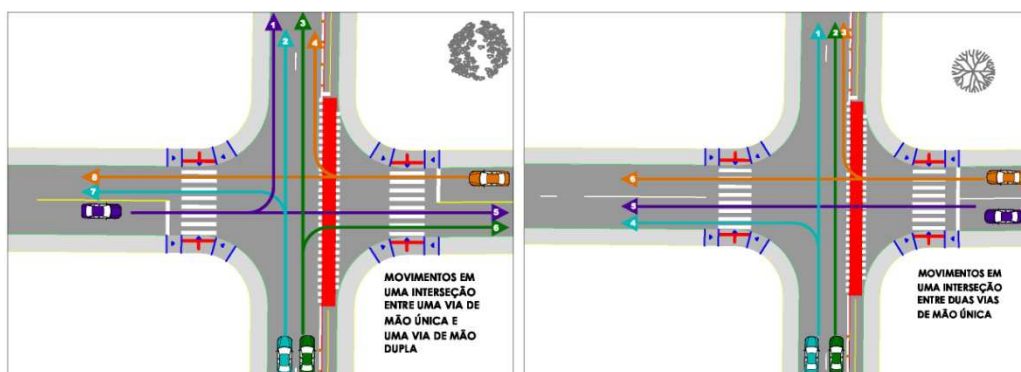 1
2
3
4
8
7
5
6
MOVIMENTOS EM
UMA INTERSEÇÃO
ENTRE UMA VIA DE
MÃO ÚNICA E
UMA VIA DE MÃO
DUPLA
1
2
3
6
5
4
MOVIMENTOS EM
UMA INTERSEÇÃO
ENTRE DUAS VIAS
DE MÃO ÚNICA